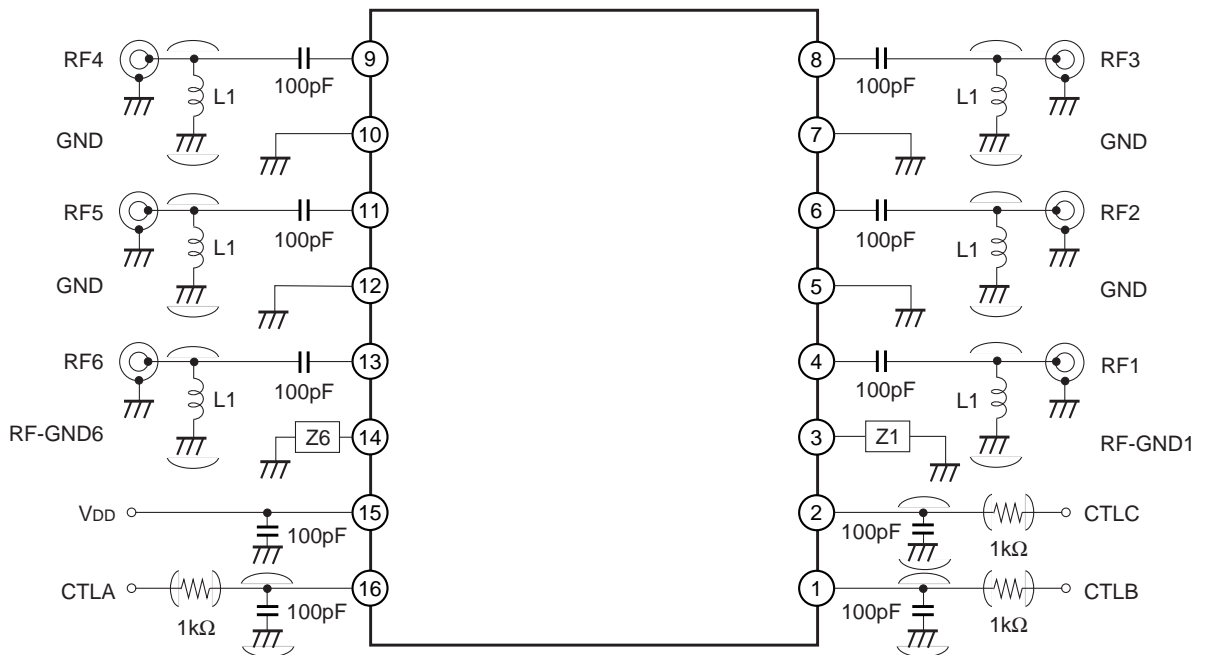 RF4 100pF 9 8 100pF RF3
L1 L1
GND 10 7 GND
RF5 100pF 11 6 100pF RF2
L1 L1
GND 12 5 GND
RF6 100pF 13 4 100pF RF1
L1 L1
RF-GND6 Z6 14 3 Z1 RF-GND1
VDD 100pF 15 2 100pF 1kΩ CTLC
CTLA 1kΩ 100pF 16 1 100pF 1kΩ CTLB